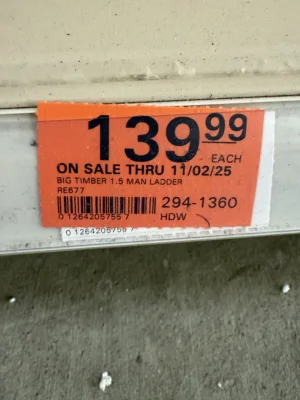 139.99
EACH
ON SALE THRU 11/02/25
BIG TIMBER 1.5 MAN LADDER
RE677
294-1360
0 1264205755 7
HDW
0 1264205755 7